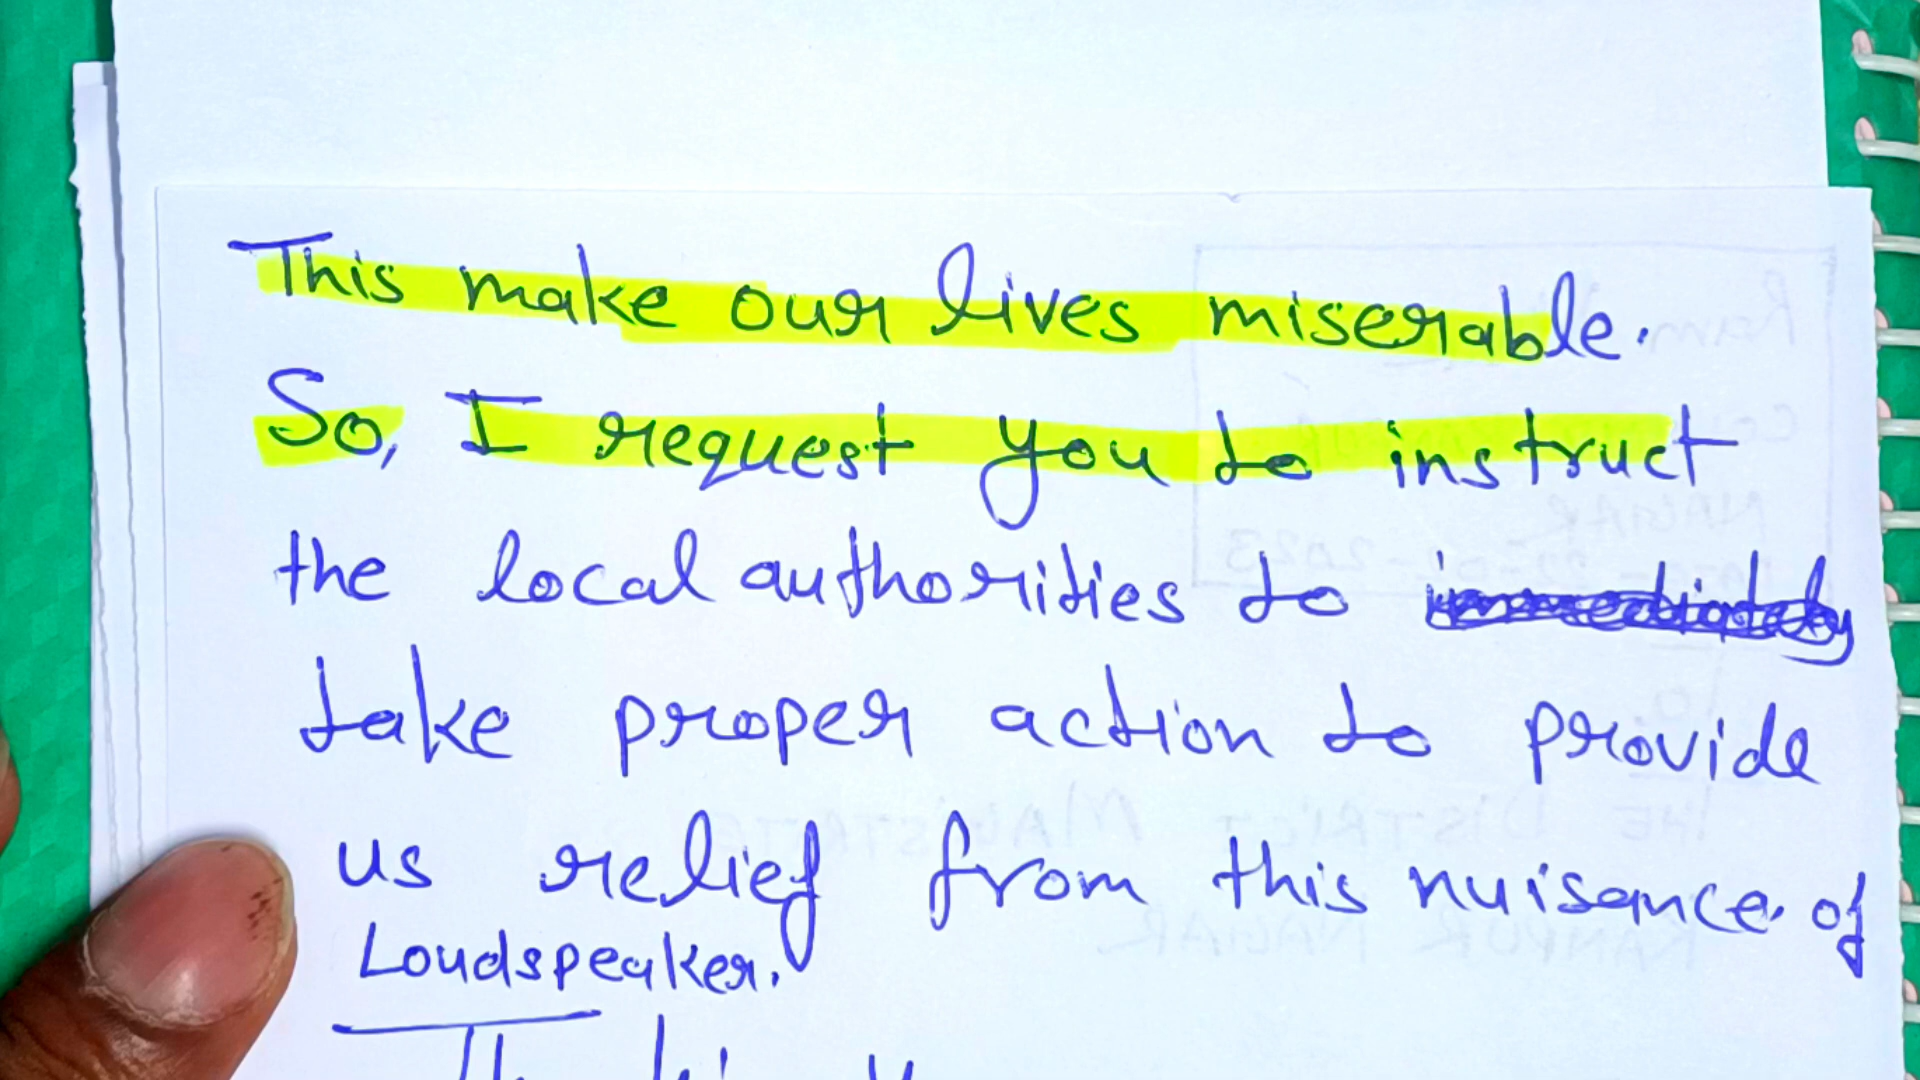 This make our lives miserable.
So, I request you to instruct
the local authorities to immediately
take proper action to provide
us relief from this nuisance of
Loudspeaker.